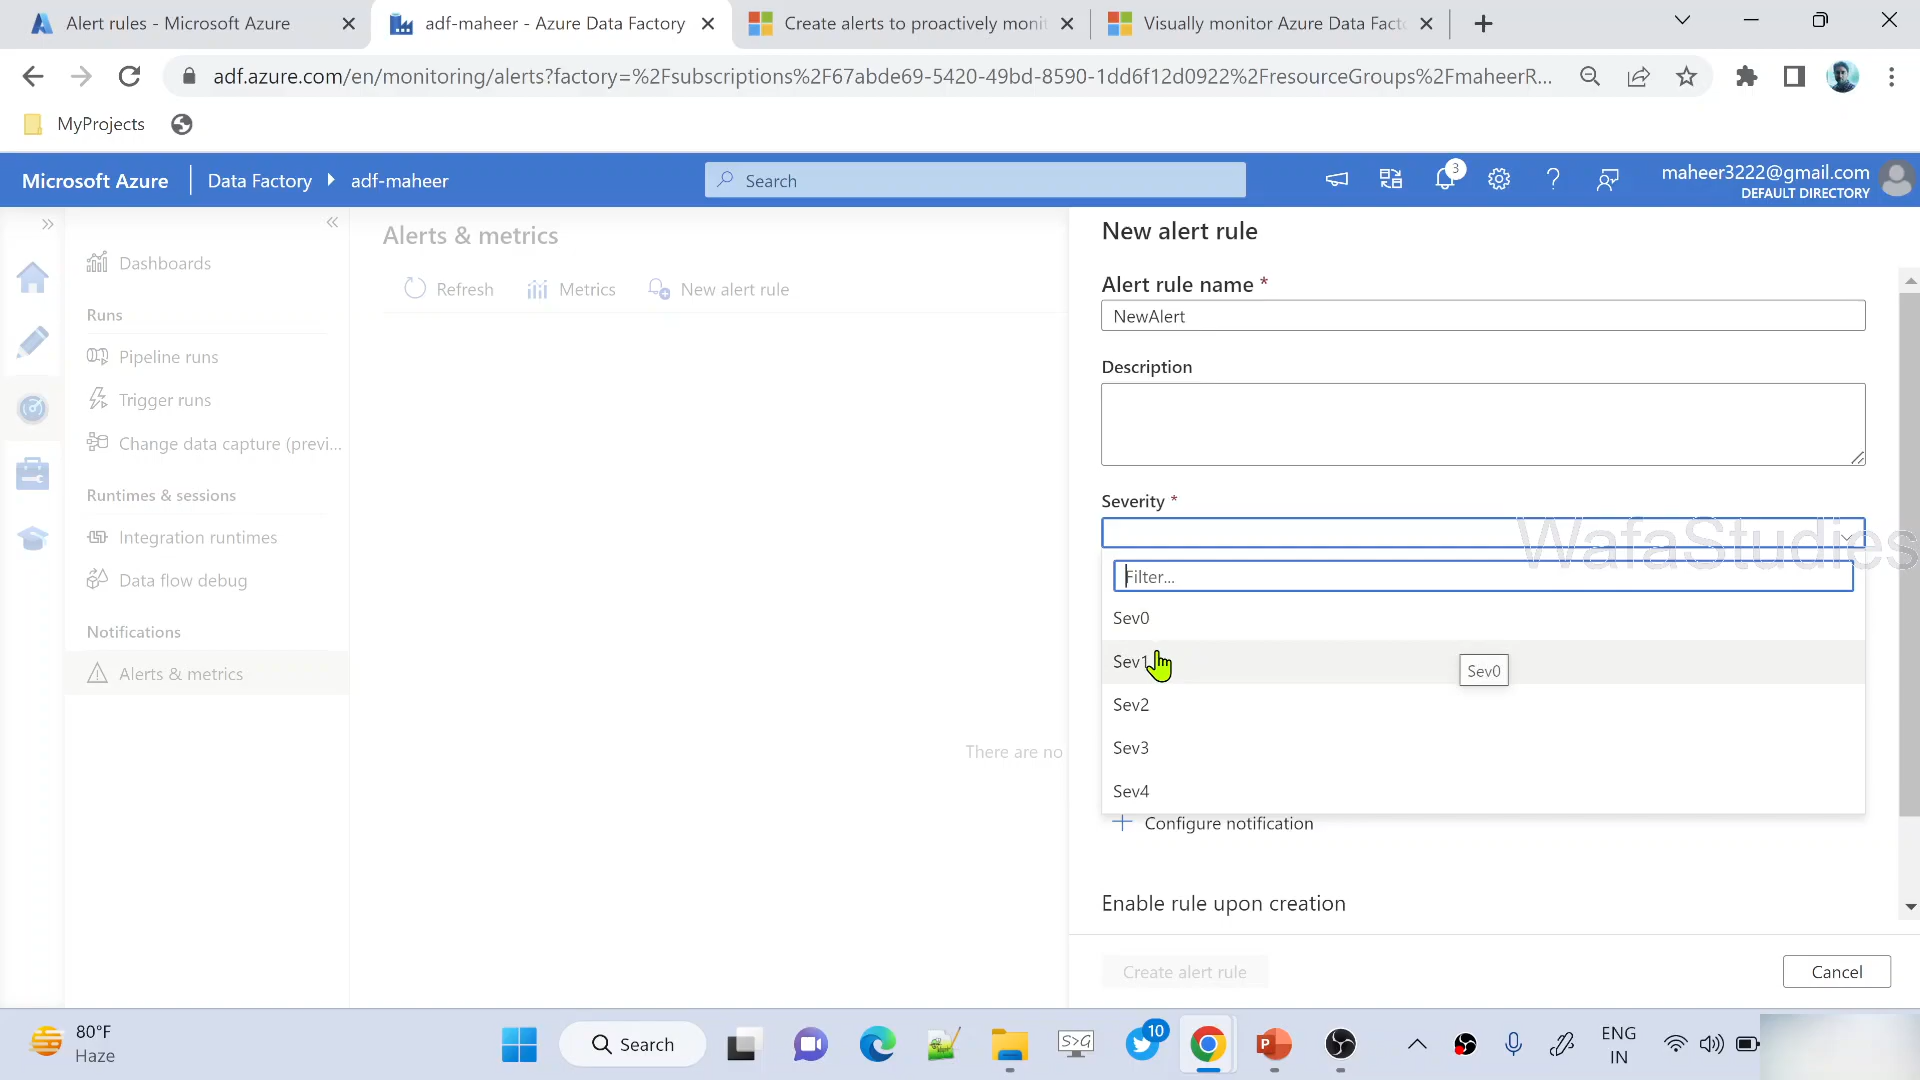 Alert rules - Microsoft Azure
adf-maheer - Azure Data Factory
Create alerts to proactively moni
Visually monitor Azure Data Fact
adf.azure.com/en/monitoring/alerts?factory=%2Fsubscriptions%2F67abde69-5420-49bd-8590-1dd6f12d0922%2FresourceGroups%2FmaheerR...
MyProjects
Microsoft Azure
Data Factory
adf-maheer
Search
3
maheer3222@gmail.com
DEFAULT DIRECTORY
Dashboards
Runs
Pipeline runs
Trigger runs
Change data capture (previ...
Runtimes & sessions
Integration runtimes
Data flow debug
Notifications
Alerts & metrics
Alerts & metrics
Refresh
Metrics
New alert rule
There are no
New alert rule
Alert rule name *
NewAlert
Description
Severity *
WafaStudies
Filter...
Sev0
Sev1
Sev0
Sev2
Sev3
Sev4
Configure notification
Enable rule upon creation
Create alert rule
Cancel
80°F
Haze
Search
S>G
10
P
ENG
IN